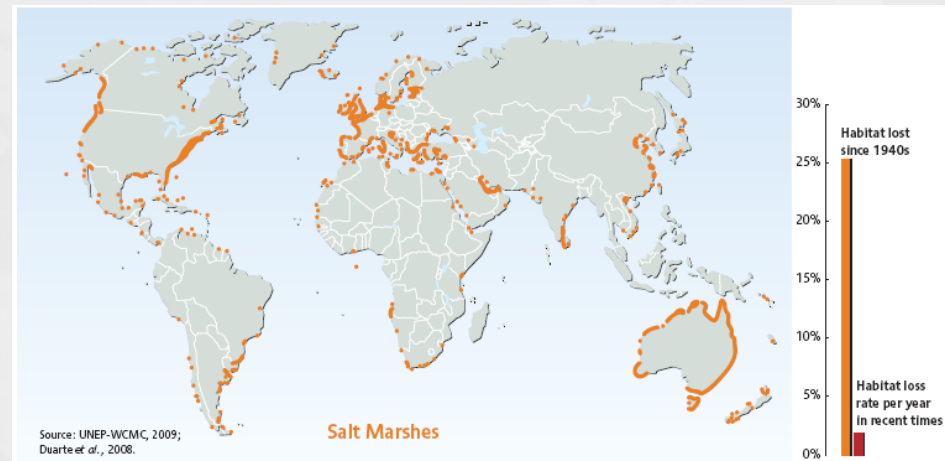 30%
Habitat lost
since 1940s
25%
20%
15%
10%
Habitat loss
rate per year
in recent times
5%
0%
Salt Marshes
Source: UNEP-WCMC, 2009;
Duarte et al., 2008.